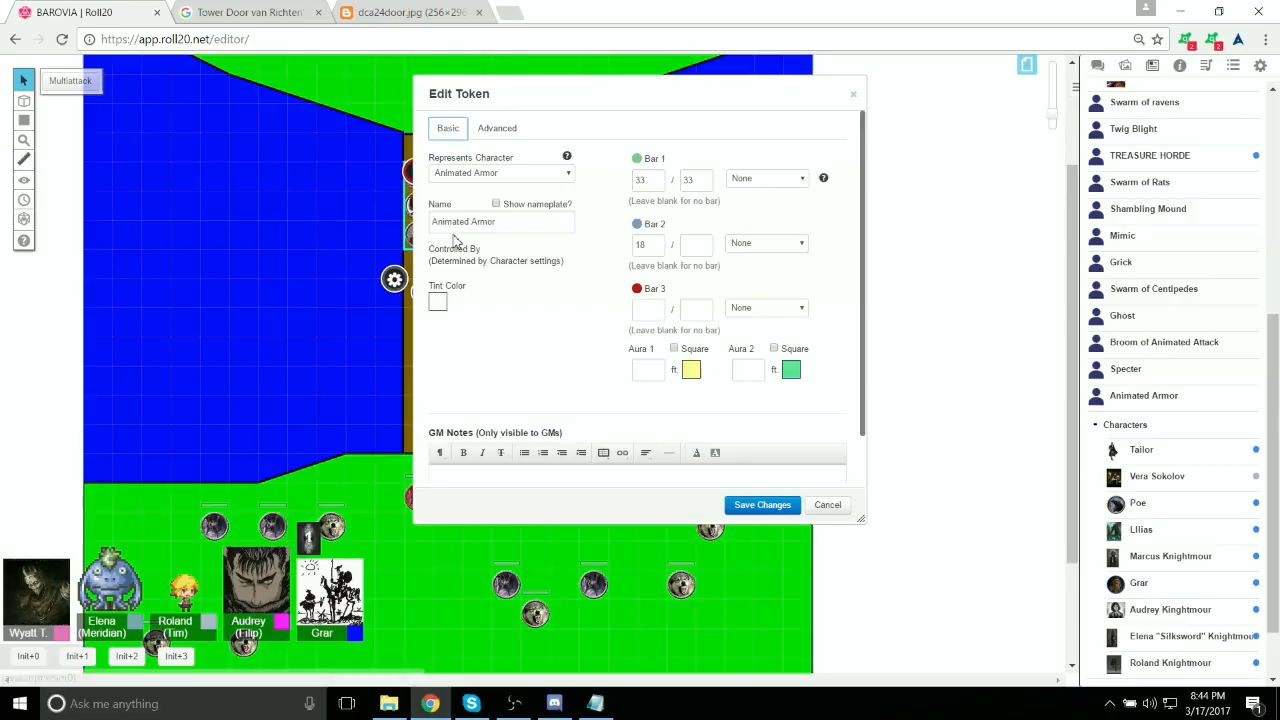 BAROVIA | Roll20
Tower Door van Richten'
dca24door.jpg (256×296
https://app.roll20.net/editor/
Multiattack
Edit Token
Basic
Advanced
Represents Character
Animated Armor
Name
Show nameplate?
Animated Armor
Controlled By
(Determined by Character settings)
Tint Color
Bar 1
33 / 33
None
(Leave blank for no bar)
Bar 2
18 /
None
(Leave blank for no bar)
Bar 3
/
None
(Leave blank for no bar)
Aura 1
Square
Aura 2
Square
ft.
ft.
GM Notes (Only visible to GMs)
Save Changes
Cancel
Swarm of ravens
Twig Blight
TREASURE HORDE
Swarm of Rats
Shambling Mound
Mimic
Grick
Swarm of Centipedes
Ghost
Broom of Animated Attack
Specter
Animated Armor
Characters
Tailor
Vera Sokolov
Poe
Marcus Knightmour
Grar
Audrey Kinghtmour
Elena "Silksword" Knightmou
Roland Knightmour
Wyatt T.
Elena
(Meridian)
Roland
(Tim)
Audrey
(Filip)
Grar
Init+0
Init+1
Init+2
Init+3
Ask me anything
8:44 PM
3/17/2017